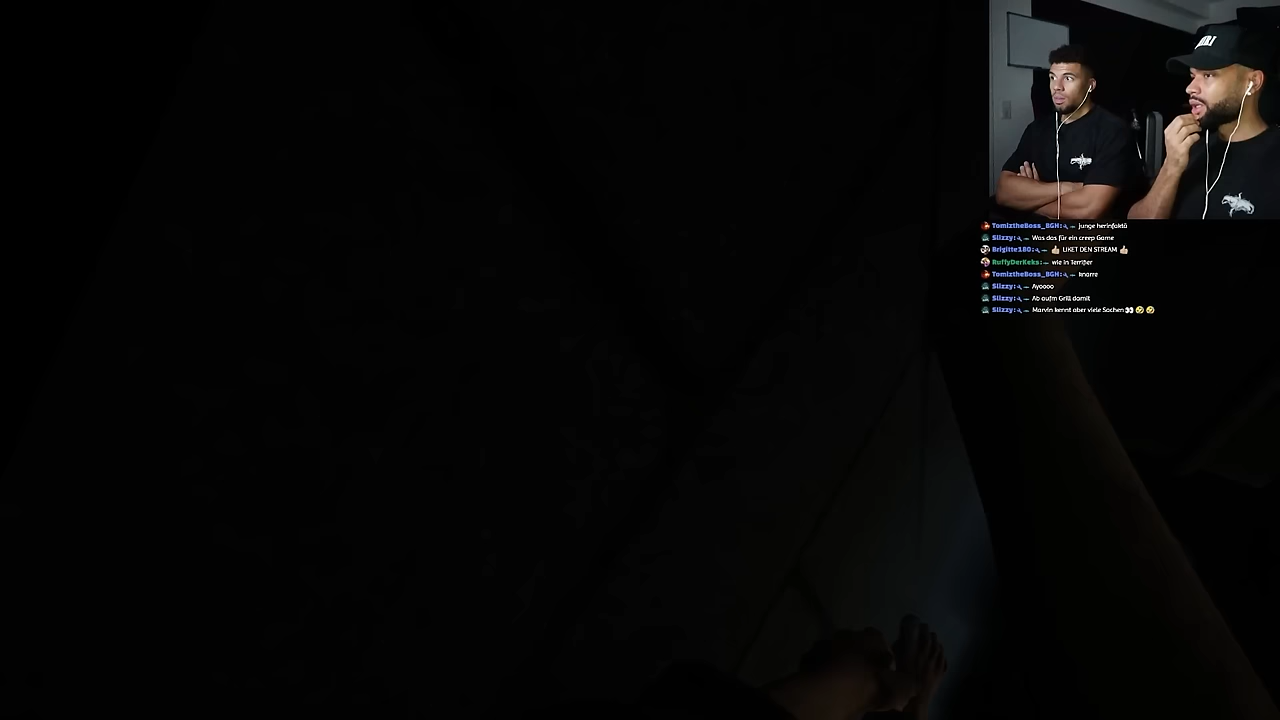 TomiztheBoss_BGH: junge herinfaktü
Slizzy: Was das für ein creep Game
Brigitte180: 👍🏻 LIKET DEN STREAM 👍🏻
RuffyDerKeks: wie in Terrifier
TomiztheBoss_BGH: knarre
Slizzy: Ayoooo
Slizzy: Ab aufm Grill damit
Slizzy: Marvin kennt aber viele Sachen 👀 🤣 🤣